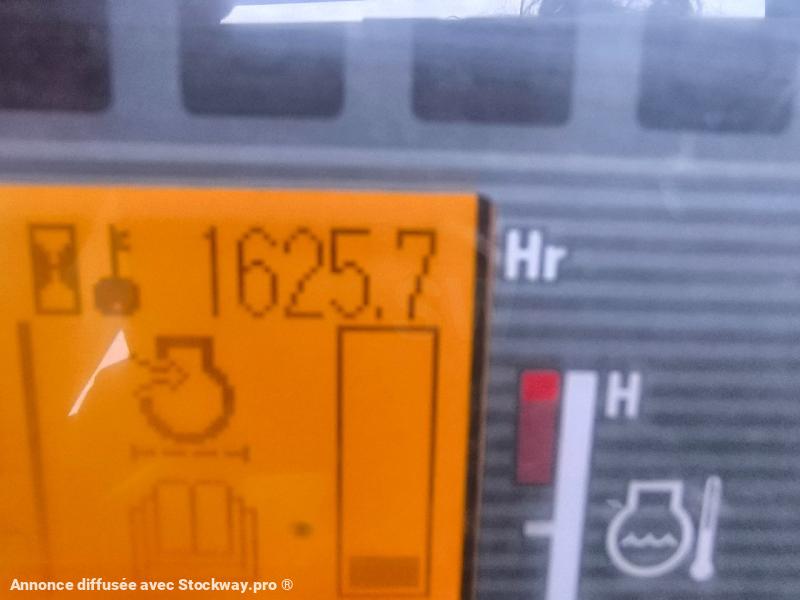 1625.7 Hr
H
Annonce diffusée avec Stockway.pro ®